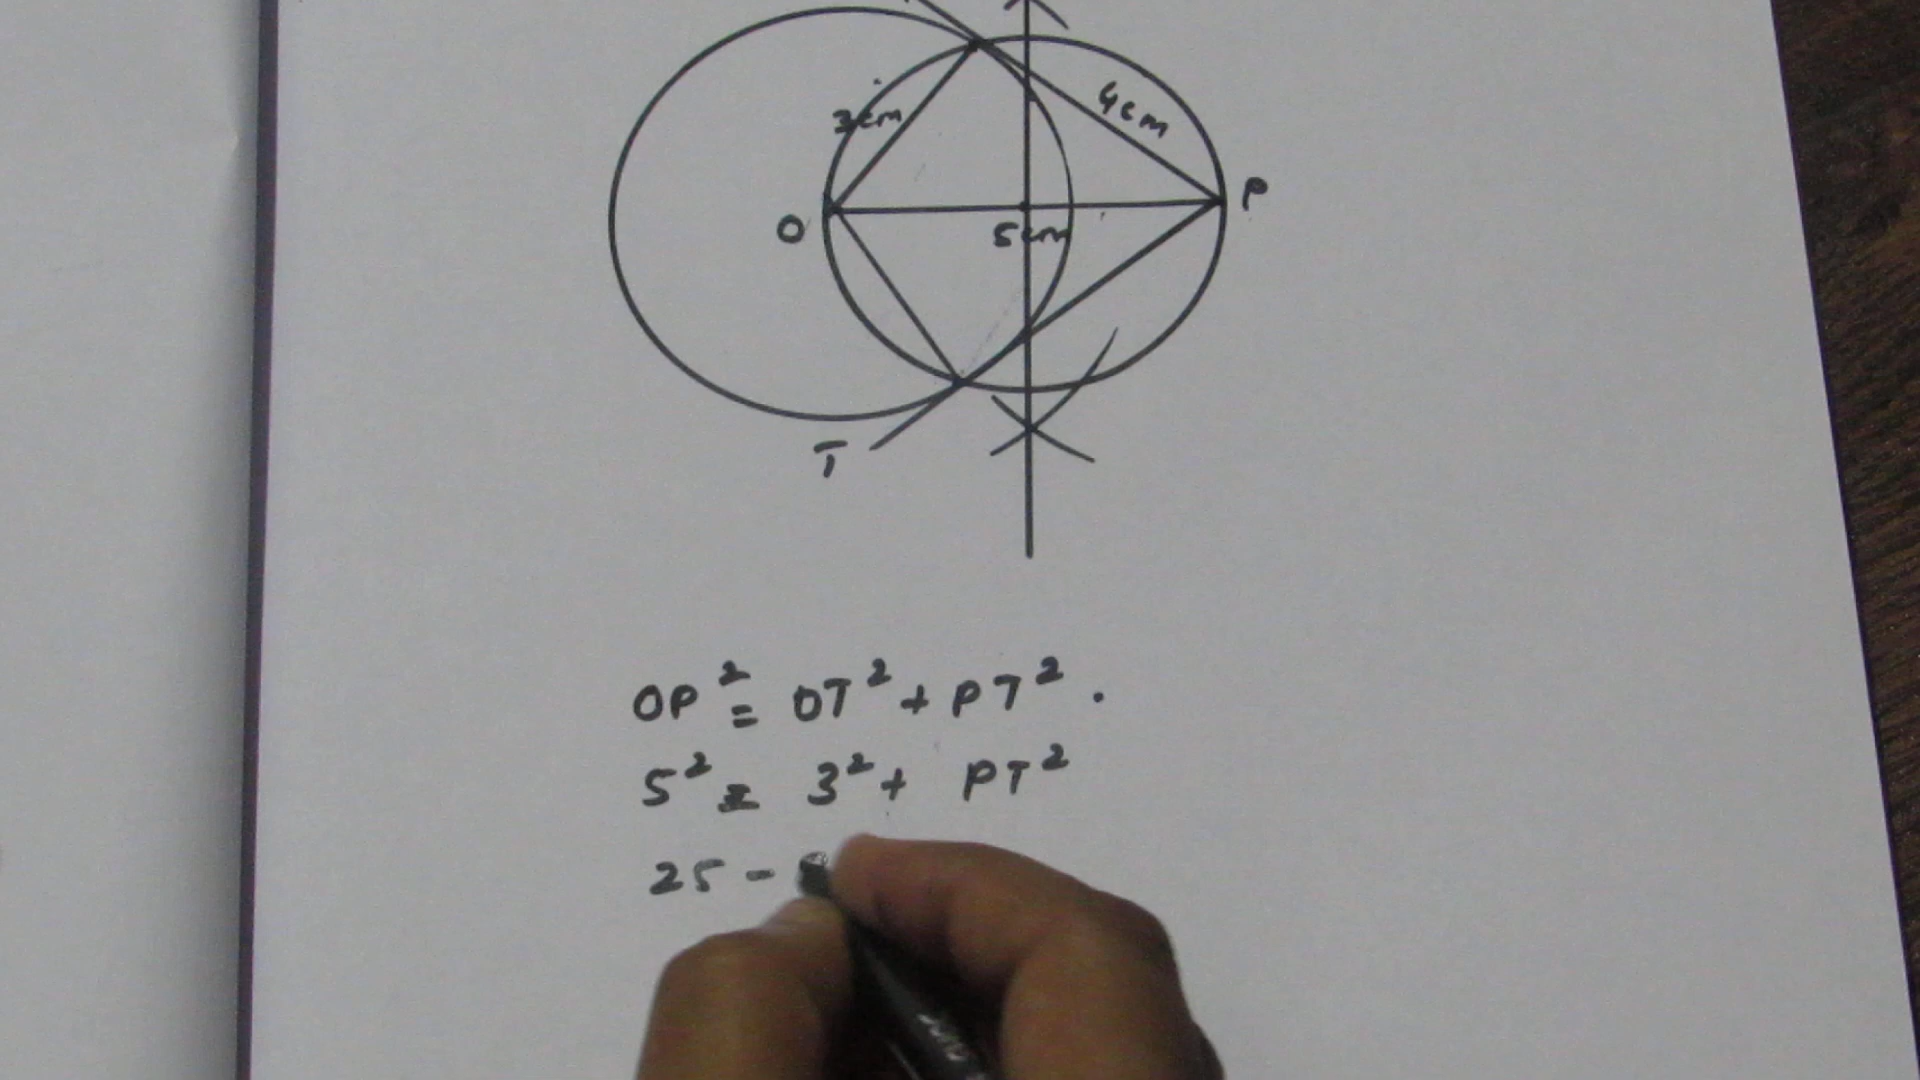 4cm
3cm
P
O
5cm
T
OP² = OT² + PT².
5² = 3² + PT²
25 -